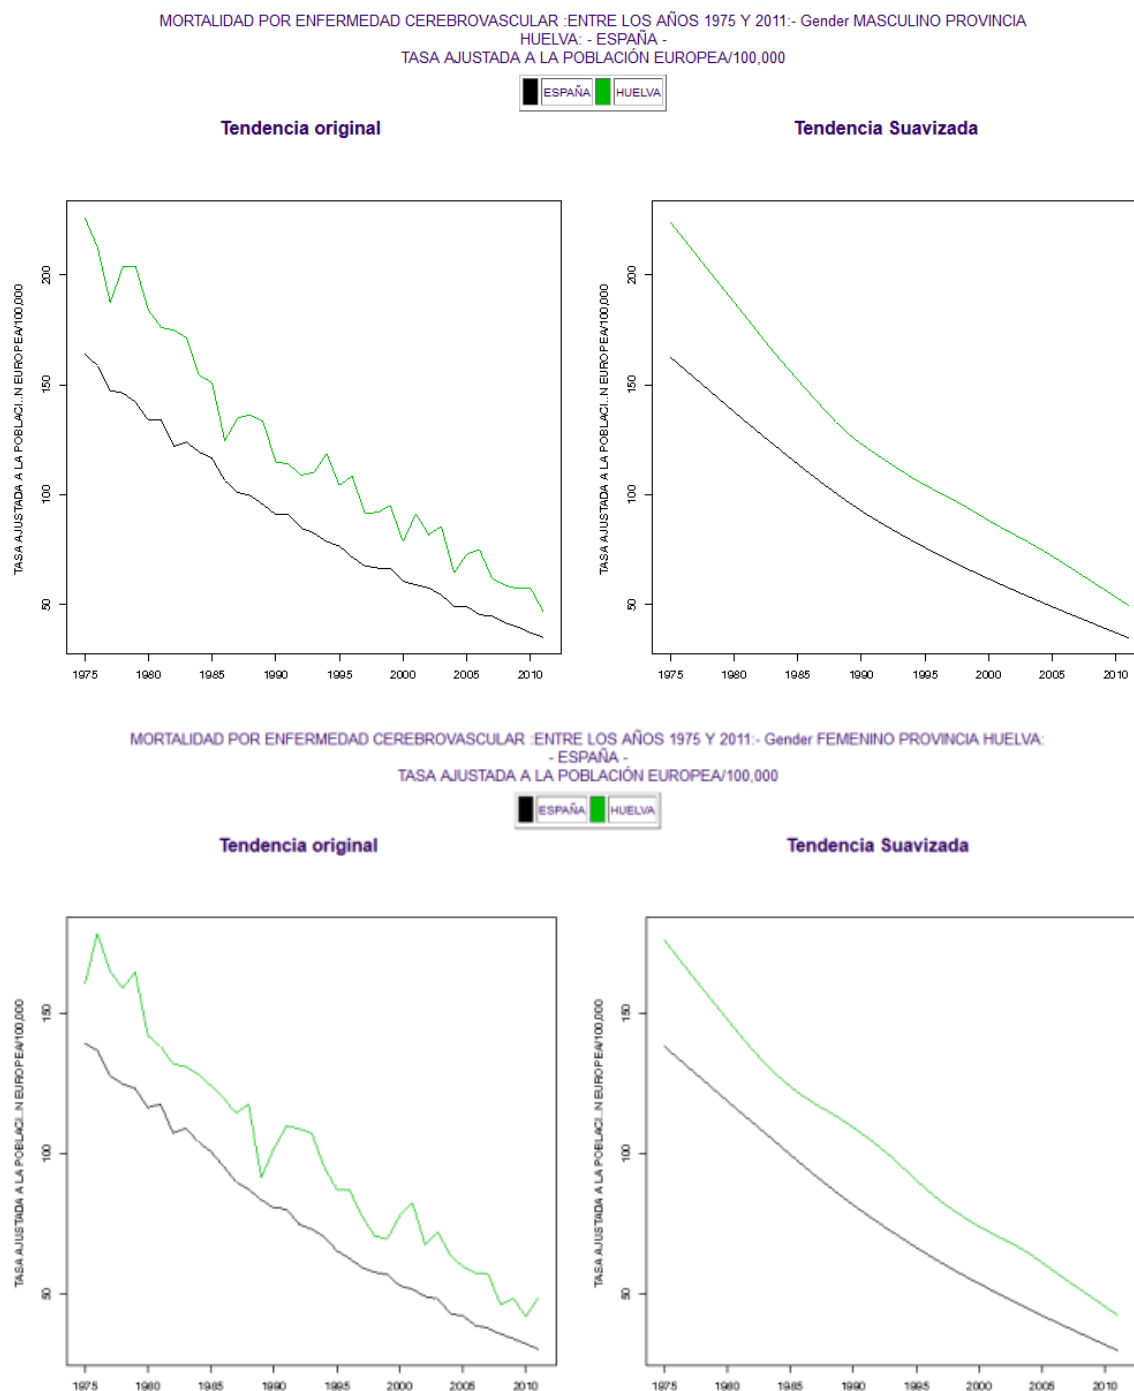 MORTALIDAD POR ENFERMEDAD CEREBROVASCULAR :ENTRE LOS AÑOS 1975 Y 2011:- Gender MASCULINO PROVINCIA
HUELVA: - ESPAÑA -
TASA AJUSTADA A LA POBLACIÓN EUROPEA/100,000
ESPAÑA HUELVA
Tendencia original
Tendencia Suavizada
TASA AJUSTADA A LA POBLACI..N EUROPEA/100,000
200
150
100
50
1975 1980 1985 1990 1995 2000 2005 2010
TASA AJUSTADA A LA POBLACI..N EUROPEA/100,000
200
150
100
50
1975 1980 1985 1990 1995 2000 2005 2010
MORTALIDAD POR ENFERMEDAD CEREBROVASCULAR :ENTRE LOS AÑOS 1975 Y 2011:- Gender FEMENINO PROVINCIA HUELVA:
- ESPAÑA -
TASA AJUSTADA A LA POBLACIÓN EUROPEA/100,000
ESPAÑA HUELVA
Tendencia original
Tendencia Suavizada
TASA AJUSTADA A LA POBLACI..N EUROPEA/100,000
150
100
50
1975 1980 1985 1990 1995 2000 2005 2010
TASA AJUSTADA A LA POBLACI..N EUROPEA/100,000
150
100
50
1975 1980 1985 1990 1995 2000 2005 2010